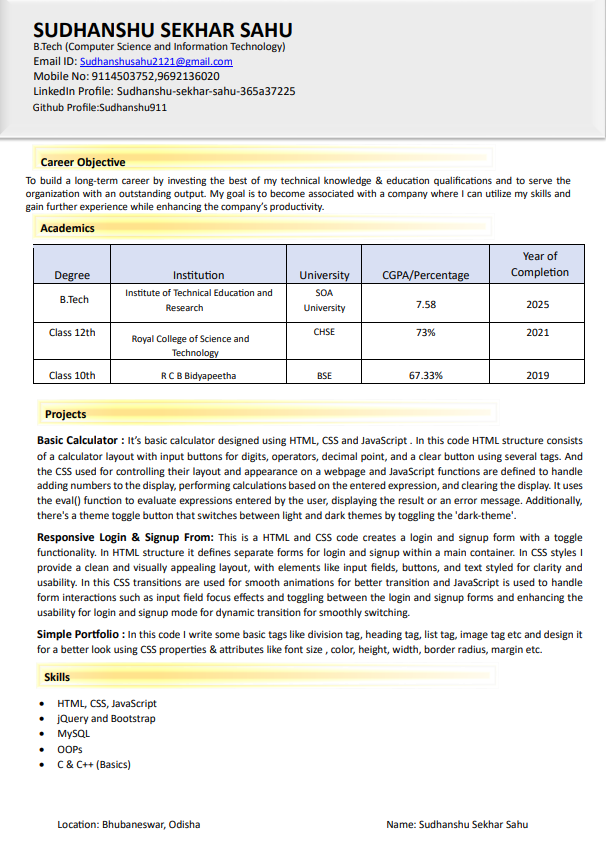 SUDHANSHU SEKHAR SAHU
B.Tech (Computer Science and Information Technology)
Email ID: Sudhanshusahu2121@gmail.com
Mobile No: 9114503752,9692136020
LinkedIn Profile: Sudhanshu-sekhar-sahu-365a37225
Github Profile:Sudhanshu911
Career Objective
To build a long-term career by investing the best of my technical knowledge & education qualifications and to serve the
organization with an outstanding output. My goal is to become associated with a company where I can utilize my skills and
gain further experience while enhancing the company's productivity.
Academics
Degree Institution University CGPA/Percentage Year of
Completion
B.Tech Institute of Technical Education and
Research SOA
University 7.58 2025
Class 12th Royal College of Science and
Technology CHSE 73% 2021
Class 10th R C B Bidyapeetha BSE 67.33% 2019
Projects
Basic Calculator : It's basic calculator designed using HTML, CSS and JavaScript . In this code HTML structure consists
of a calculator layout with input buttons for digits, operators, decimal point, and a clear button using several tags. And
the CSS used for controlling their layout and appearance on a webpage and JavaScript functions are defined to handle
adding numbers to the display, performing calculations based on the entered expression, and clearing the display. It uses
the eval() function to evaluate expressions entered by the user, displaying the result or an error message. Additionally,
there's a theme toggle button that switches between light and dark themes by toggling the 'dark-theme'.
Responsive Login & Signup From: This is a HTML and CSS code creates a login and signup form with a toggle
functionality. In HTML structure it defines separate forms for login and signup within a main container. In CSS styles I
provide a clean and visually appealing layout, with elements like input fields, buttons, and text styled for clarity and
usability. In this CSS transitions are used for smooth animations for better transition and JavaScript is used to handle
form interactions such as input field focus effects and toggling between the login and signup forms and enhancing the
usability for login and signup mode for dynamic transition for smoothly switching.
Simple Portfolio : In this code I write some basic tags like division tag, heading tag, list tag, image tag etc and design it
for a better look using CSS properties & attributes like font size , color, height, width, border radius, margin etc.
Skills
• HTML, CSS, JavaScript
• jQuery and Bootstrap
• MySQL
• OOPs
• C & C++ (Basics)
Location: Bhubaneswar, Odisha Name: Sudhanshu Sekhar Sahu